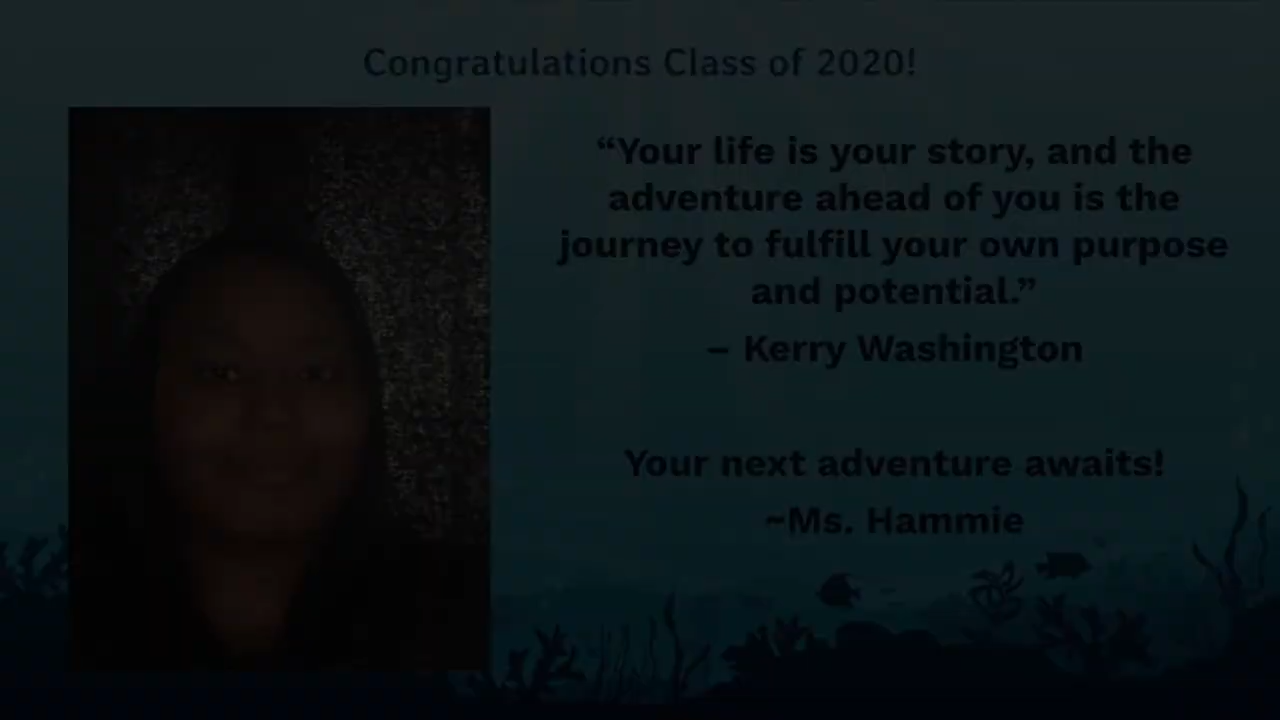 Congratulations Class of 2020!
“Your life is your story, and the
adventure ahead of you is the
journey to fulfill your own purpose
and potential.”
– Kerry Washington
Your next adventure awaits!
~Ms. Hammie